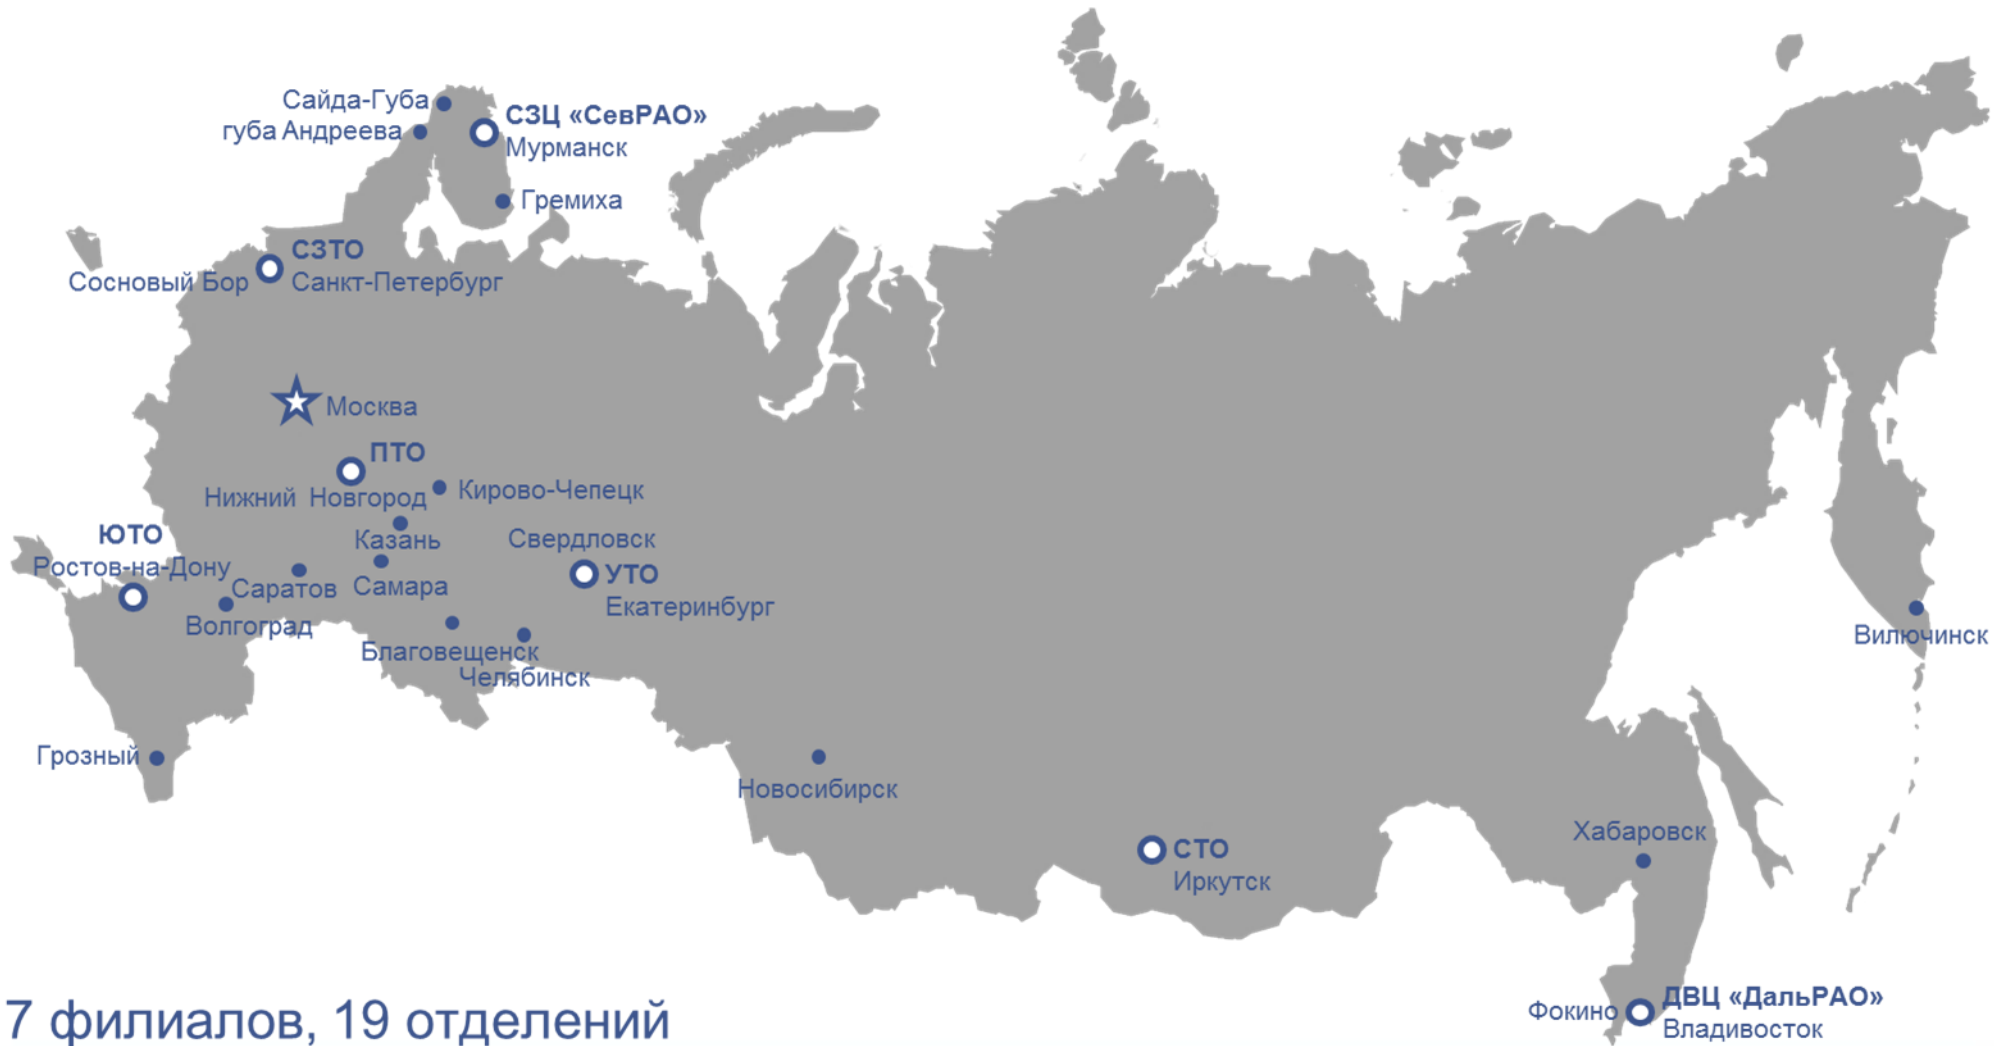 Сайда-Губа
губа Андреева
СЗЦ «СевРАО»
Мурманск
Гремиха
СЗТО
Сосновый Бор
Санкт-Петербург
Москва
ПТО
Нижний Новгород
Кирово-Чепецк
Казань
Свердловск
ЮТО
Ростов-на-Дону
Саратов
Самара
УТО
Екатеринбург
Волгоград
Благовещенск
Челябинск
Вилючинск
Грозный
Новосибирск
Хабаровск
СТО
Иркутск
Фокино
ДВЦ «ДальРАО»
Владивосток
7 филиалов, 19 отделений